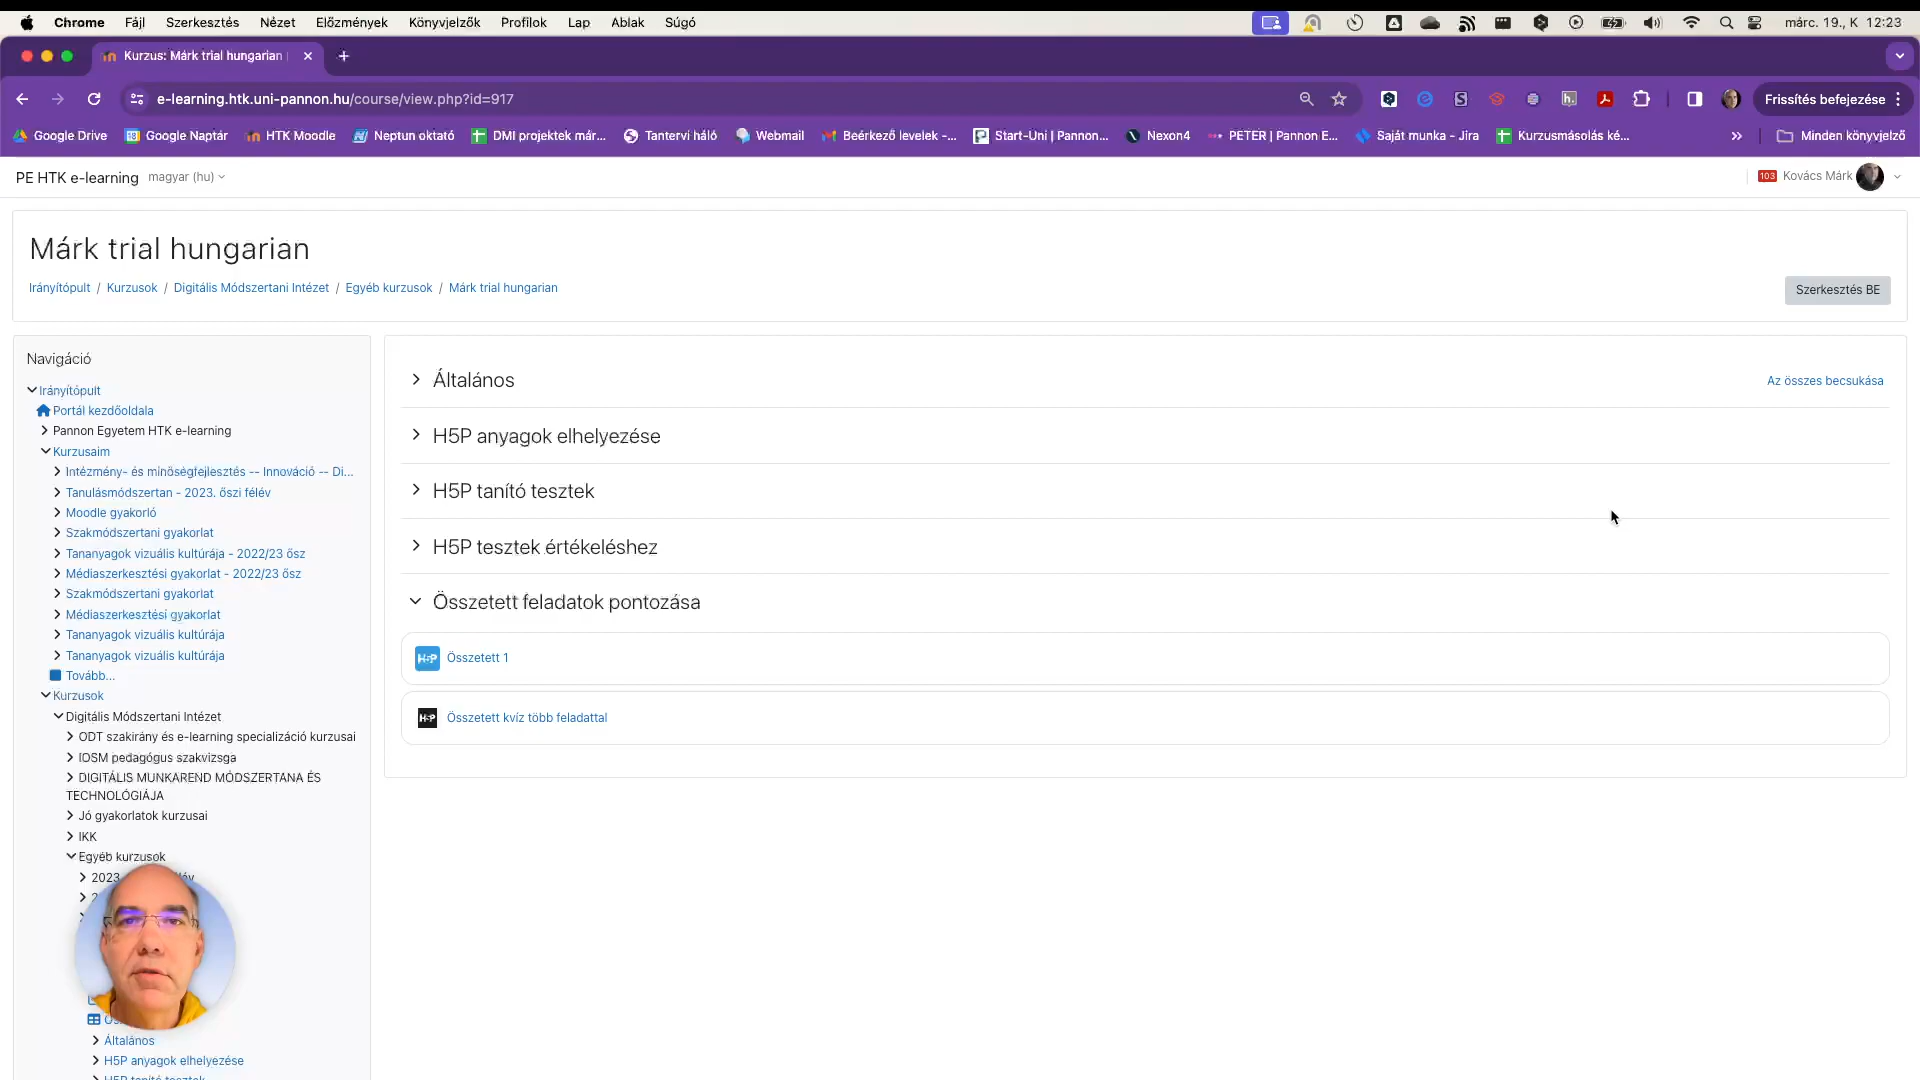 Chrome Fájl Szerkesztés Nézet Előzmények Könyvjelzők Profilok Lap Ablak Súgó márc. 19., K 12:23
Kurzus: Márk trial hungarian
e-learning.htk.uni-pannon.hu/course/view.php?id=917 Frissítés befejezése
Google Drive Google Naptár HTK Moodle Neptun oktató DMI projektek már... Tantervi háló Webmail Beérkező levelek -... Start-Uni | Pannon... Nexon4 PETER | Pannon E... Saját munka - Jira Kurzusmásolás ké... » Minden könyvjelző
PE HTK e-learning magyar (hu) 103 Kovács Márk
Márk trial hungarian
Irányítópult / Kurzusok / Digitális Módszertani Intézet / Egyéb kurzusok / Márk trial hungarian
Szerkesztés BE
Navigáció
Irányítópult
Portál kezdőoldala
Pannon Egyetem HTK e-learning
Kurzusaim
Intézmény- és minőségfejlesztés -- Innováció -- Di...
Tanulásmódszertan - 2023. őszi félév
Moodle gyakorló
Szakmódszertani gyakorlat
Tananyagok vizuális kultúrája - 2022/23 ősz
Médiaszerkesztési gyakorlat - 2022/23 ősz
Szakmódszertani gyakorlat
Médiaszerkesztési gyakorlat
Tananyagok vizuális kultúrája
Tananyagok vizuális kultúrája
Tovább...
Kurzusok
Digitális Módszertani Intézet
ODT szakirány és e-learning specializáció kurzusai
IOSM pedagógus szakvizsga
DIGITÁLIS MUNKAREND MÓDSZERTANA ÉS
TECHNOLÓGIÁJA
Jó gyakorlatok kurzusai
IKK
Egyéb kurzusok
2023
Általános
H5P anyagok elhelyezése
H5P tanító tesztek
Általános
Az összes becsukása
H5P anyagok elhelyezése
H5P tanító tesztek
H5P tesztek értékeléshez
Összetett feladatok pontozása
H5P Összetett 1
H5P Összetett kvíz több feladattal